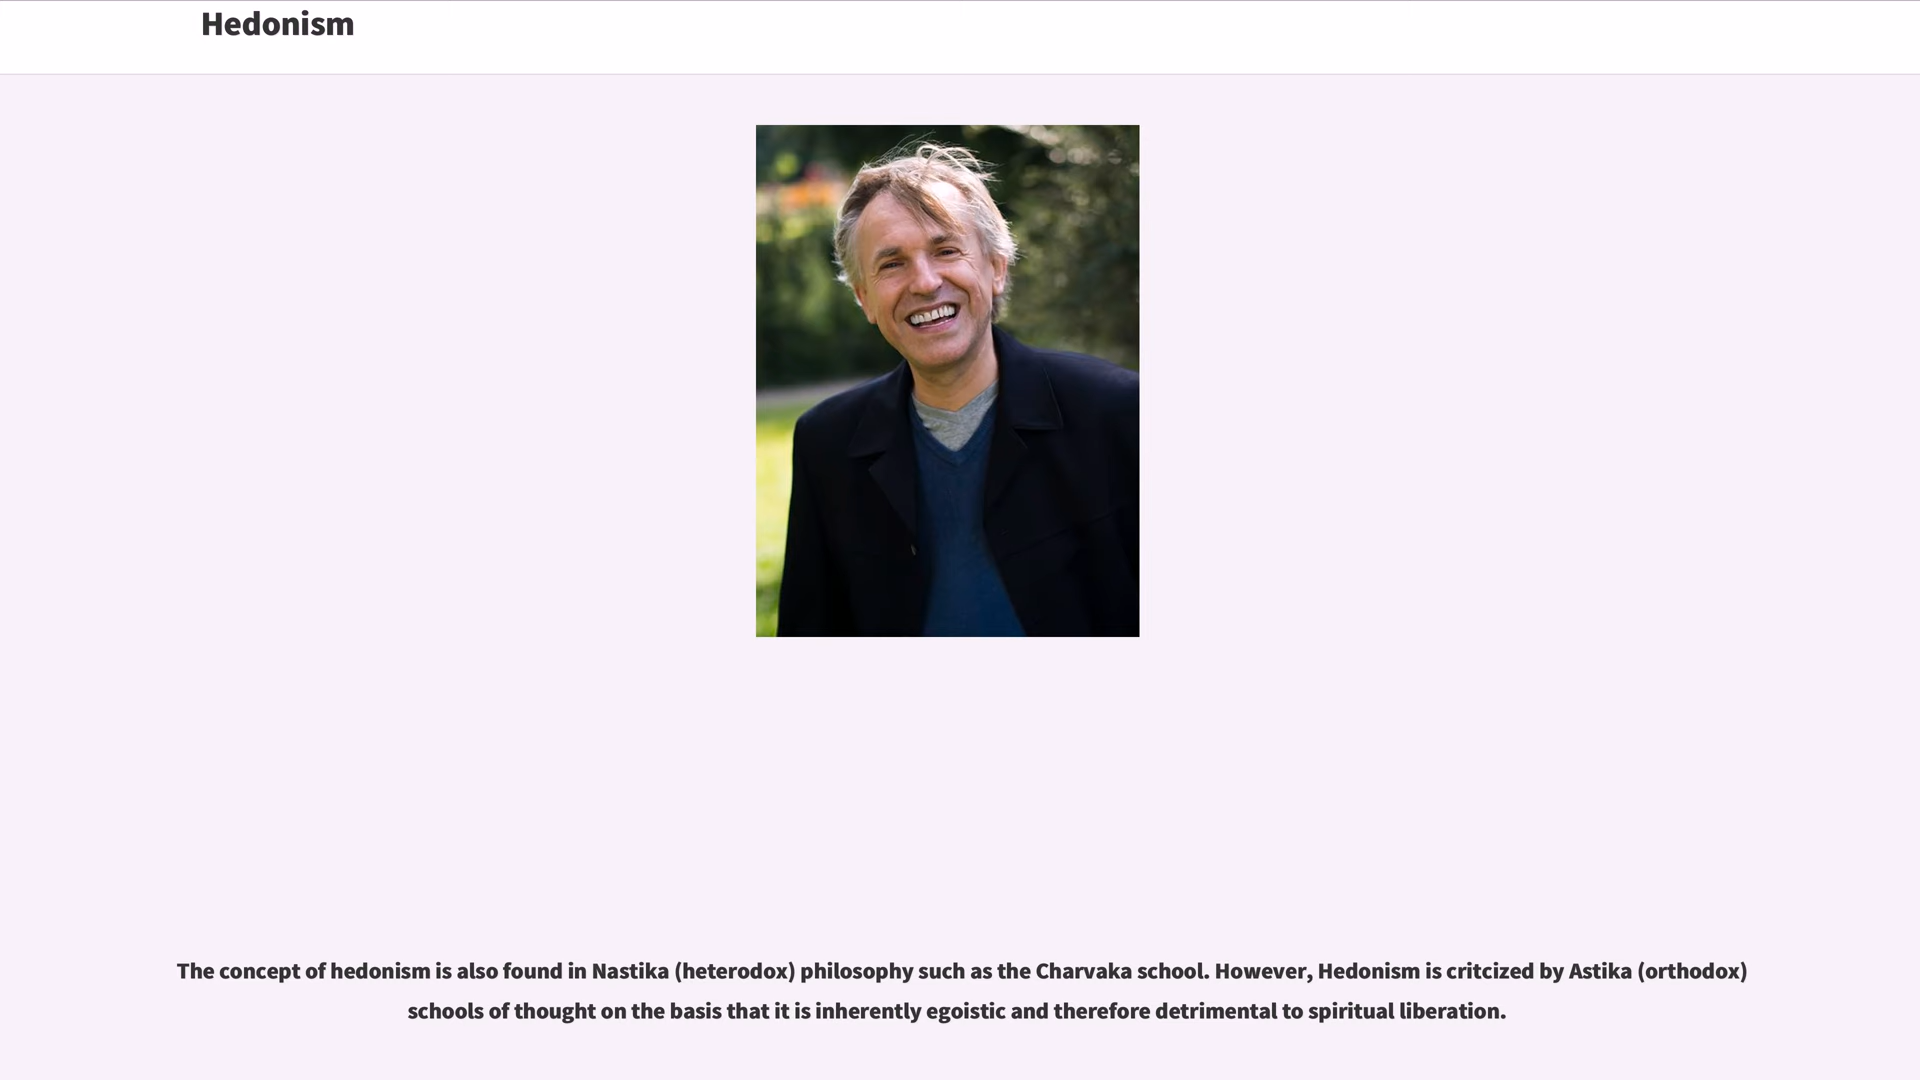 Hedonism
The concept of hedonism is also found in Nastika (heterodox) philosophy such as the Charvaka school. However, Hedonism is critcized by Astika (orthodox)
schools of thought on the basis that it is inherently egoistic and therefore detrimental to spiritual liberation.